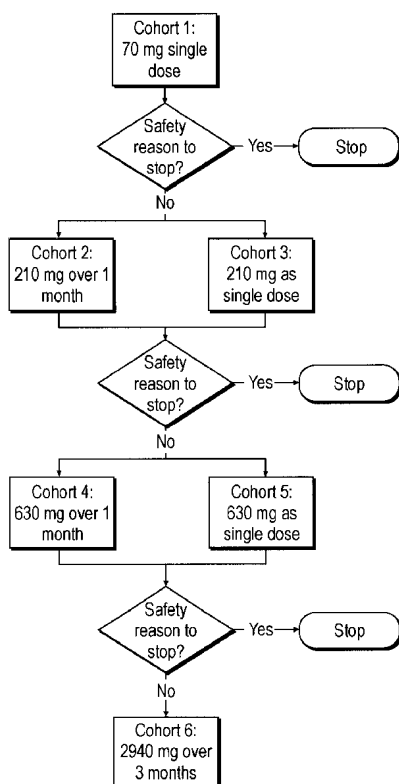 Cohort 1:
70 mg single
dose
Safety
reason to
stop?
Yes
Stop
No
Cohort 2:
210 mg over 1
month
Cohort 3:
210 mg as
single dose
Safety
reason to
stop?
Yes
Stop
No
Cohort 4:
630 mg over 1
month
Cohort 5:
630 mg as
single dose
Safety
reason to
stop?
Yes
Stop
No
Cohort 6:
2940 mg over
3 months